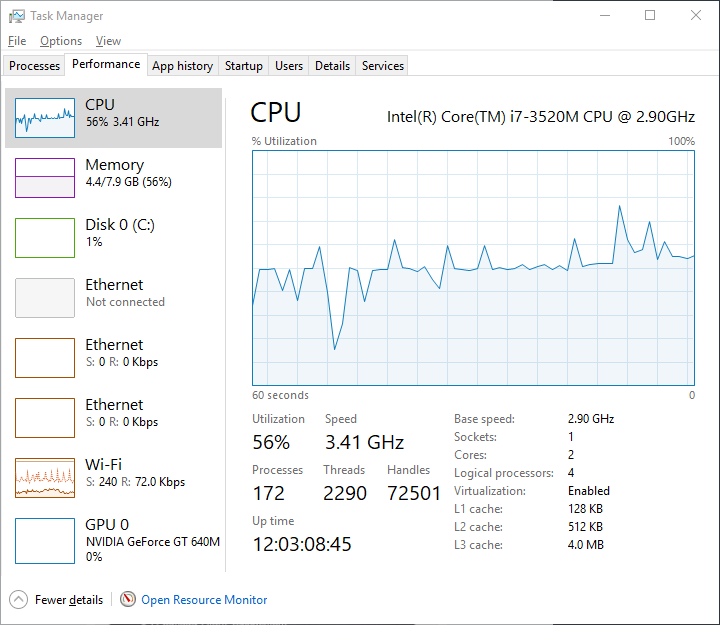 Task Manager
File Options View
Processes Performance App history Startup Users Details Services
CPU
56% 3.41 GHz
Memory
4.4/7.9 GB (56%)
Disk 0 (C:)
1%
Ethernet
Not connected
Ethernet
S: 0 R: 0 Kbps
Ethernet
S: 0 R: 0 Kbps
Wi-Fi
S: 240 R: 72.0 Kbps
GPU 0
NVIDIA GeForce GT 640M
0%
CPU Intel(R) Core(TM) i7-3520M CPU @ 2.90GHz
% Utilization 100%
60 seconds 0
Utilization Speed
56% 3.41 GHz
Processes Threads Handles
172 2290 72501
Up time
12:03:08:45
Base speed: 2.90 GHz
Sockets: 1
Cores: 2
Logical processors: 4
Virtualization: Enabled
L1 cache: 128 KB
L2 cache: 512 KB
L3 cache: 4.0 MB
Fewer details Open Resource Monitor